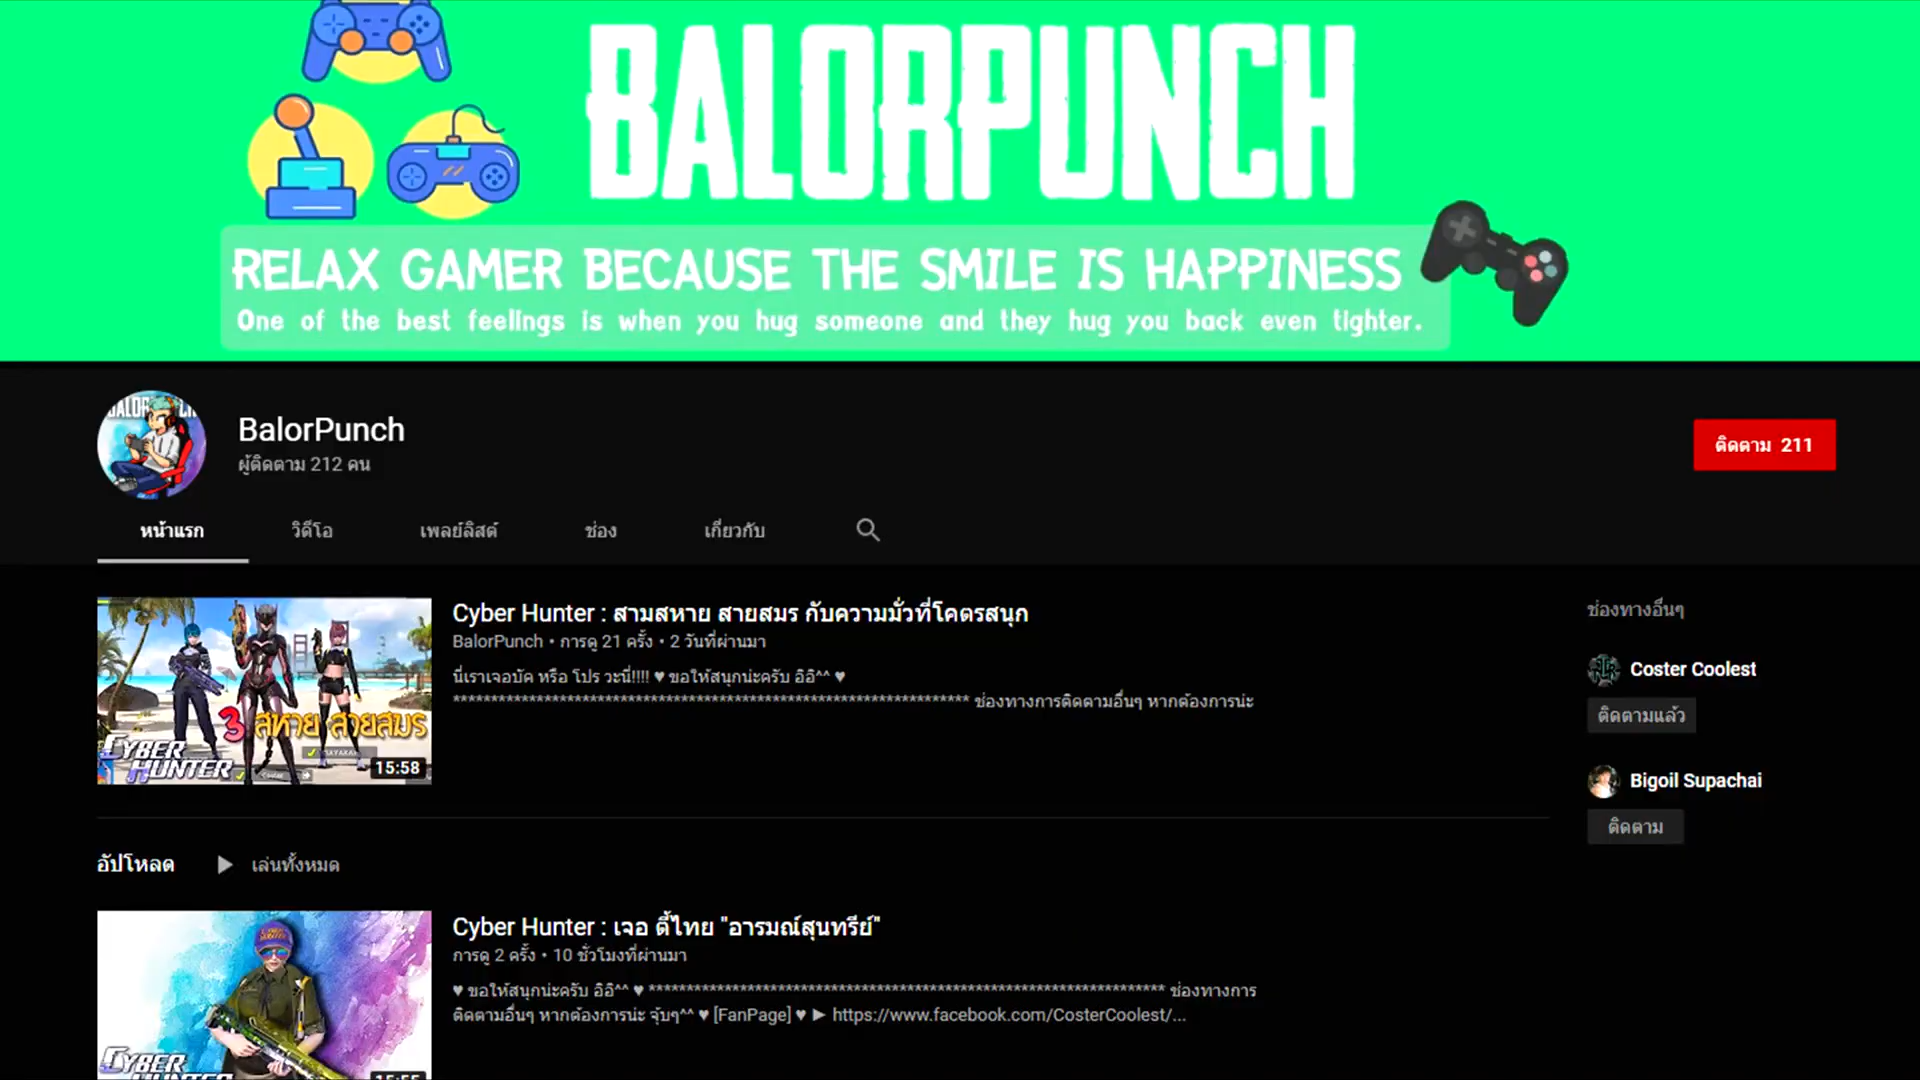 BALORPUNCH
RELAX GAMER BECAUSE THE SMILE IS HAPPINESS
One of the best feelings is when you hug someone and they hug you back even tighter.
BalorPunch
ผู้ติดตาม 212 คน
ติดตาม 211
หน้าแรก วิดีโอ เพลย์ลิสต์ ช่อง เกี่ยวกับ
Cyber Hunter : สามสหาย สายสมร กับความมั่วที่โคตรสนุก
BalorPunch • การดู 21 ครั้ง • 2 วันที่ผ่านมา
นี่เราเจอบัค หรือ โปร วะนี่!!!! ♥ ขอให้สนุกน่ะครับ อิอิ^^ ♥
********************************************************************** ช่องทางการติดตามอื่นๆ หากต้องการน่ะ
3 สหาย สายสมร
CYBER
HUNTER
15:58
ช่องทางอื่นๆ
Coster Coolest
ติดตามแล้ว
Bigoil Supachai
ติดตาม
อัปโหลด ▶ เล่นทั้งหมด
Cyber Hunter : เจอ ดี้ไทย "อารมณ์สุนทรีย์"
การดู 2 ครั้ง • 10 ชั่วโมงที่ผ่านมา
♥ ขอให้สนุกน่ะครับ อิอิ^^ ♥ ********************************************************************** ช่องทางการ
ติดตามอื่นๆ หากต้องการน่ะ จุ๊บๆ^^ ♥ [FanPage] ♥ ► https://www.facebook.com/CosterCoolest/...
CYBER
HUNTER
15:55